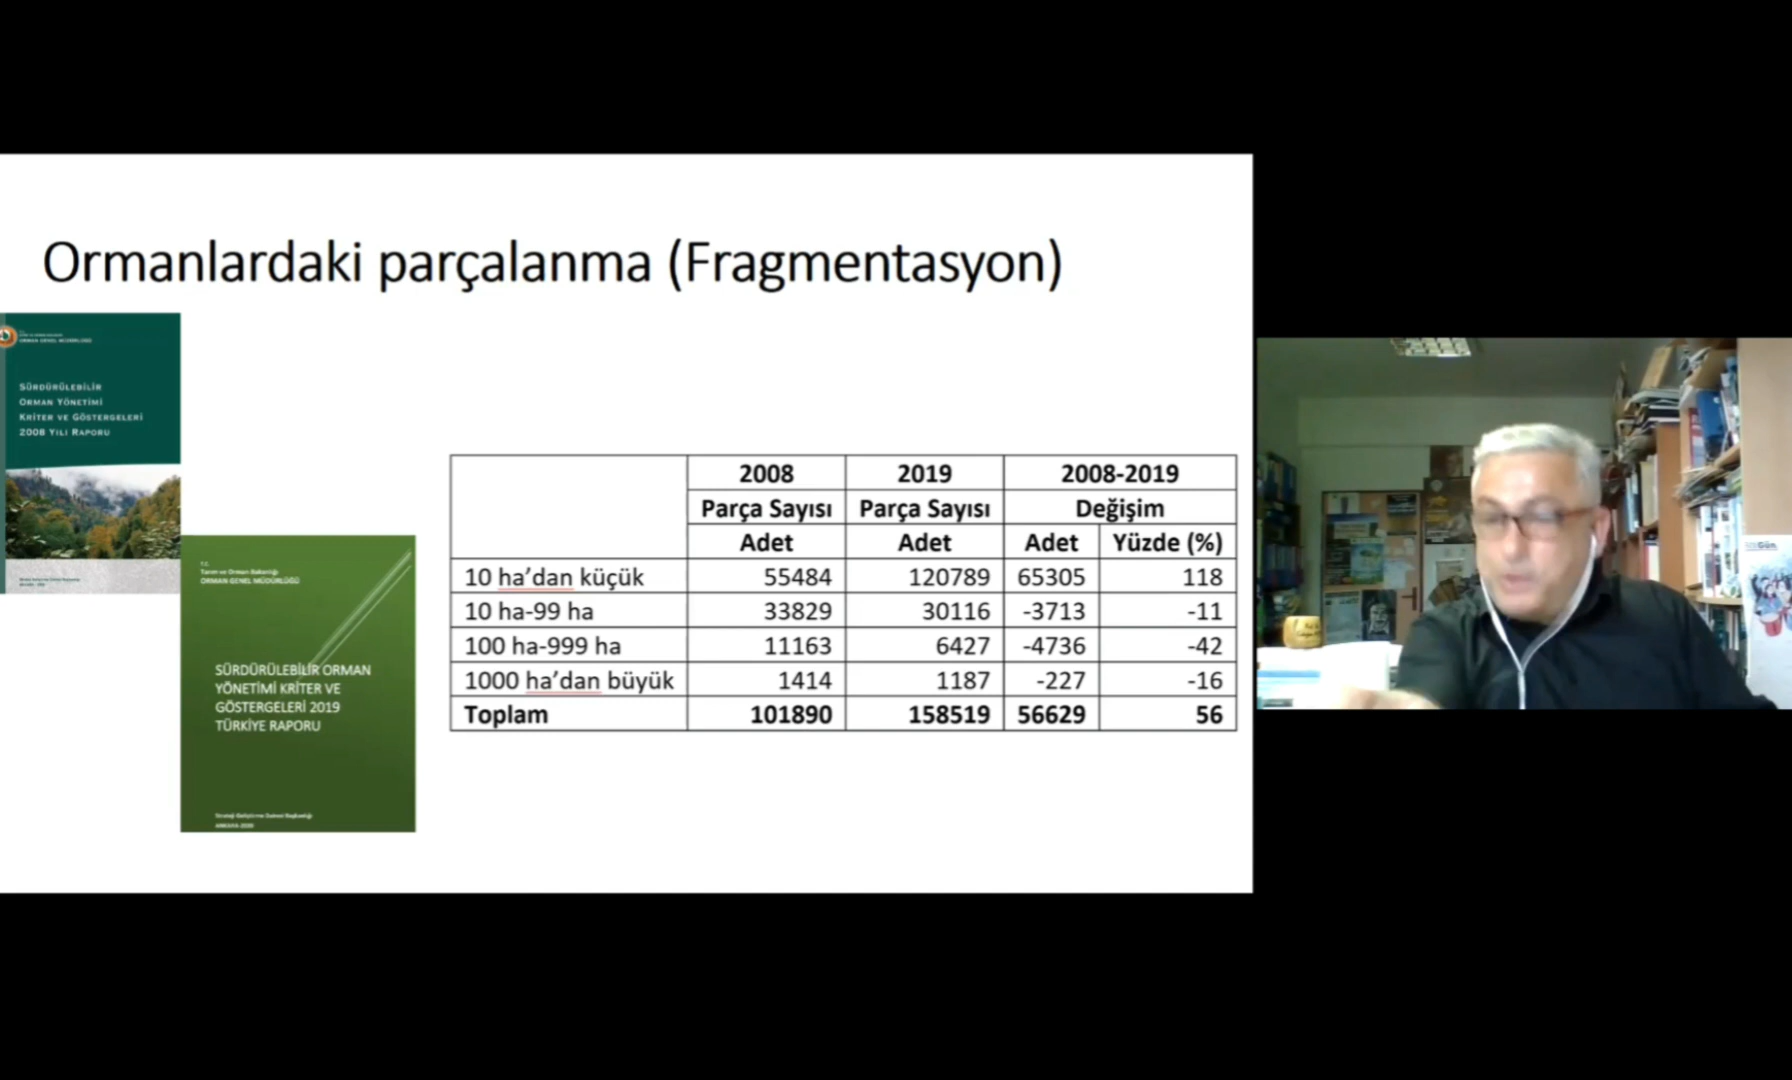 Ormanlardaki parçalanma (Fragmentasyon)
ORMAN GENEL MÜDÜRLÜĞÜ
SÜRDÜRÜLEBİLİR
ORMAN YÖNETİMİ
KRİTER VE GÖSTERGELERİ
2008 YILI RAPORU
T.C.
Tarım ve Orman Bakanlığı
ORMAN GENEL MÜDÜRLÜĞÜ
SÜRDÜRÜLEBİLİR ORMAN
YÖNETİMİ KRİTER VE
GÖSTERGELERİ 2019
TÜRKİYE RAPORU
Strateji Geliştirme Dairesi Başkanlığı
2008 2019 2008-2019
Parça Sayısı Parça Sayısı Değişim
Adet Adet Adet Yüzde (%)
10 ha’dan küçük 55484 120789 65305 118
10 ha-99 ha 33829 30116 -3713 -11
100 ha-999 ha 11163 6427 -4736 -42
1000 ha’dan büyük 1414 1187 -227 -16
Toplam 101890 158519 56629 56